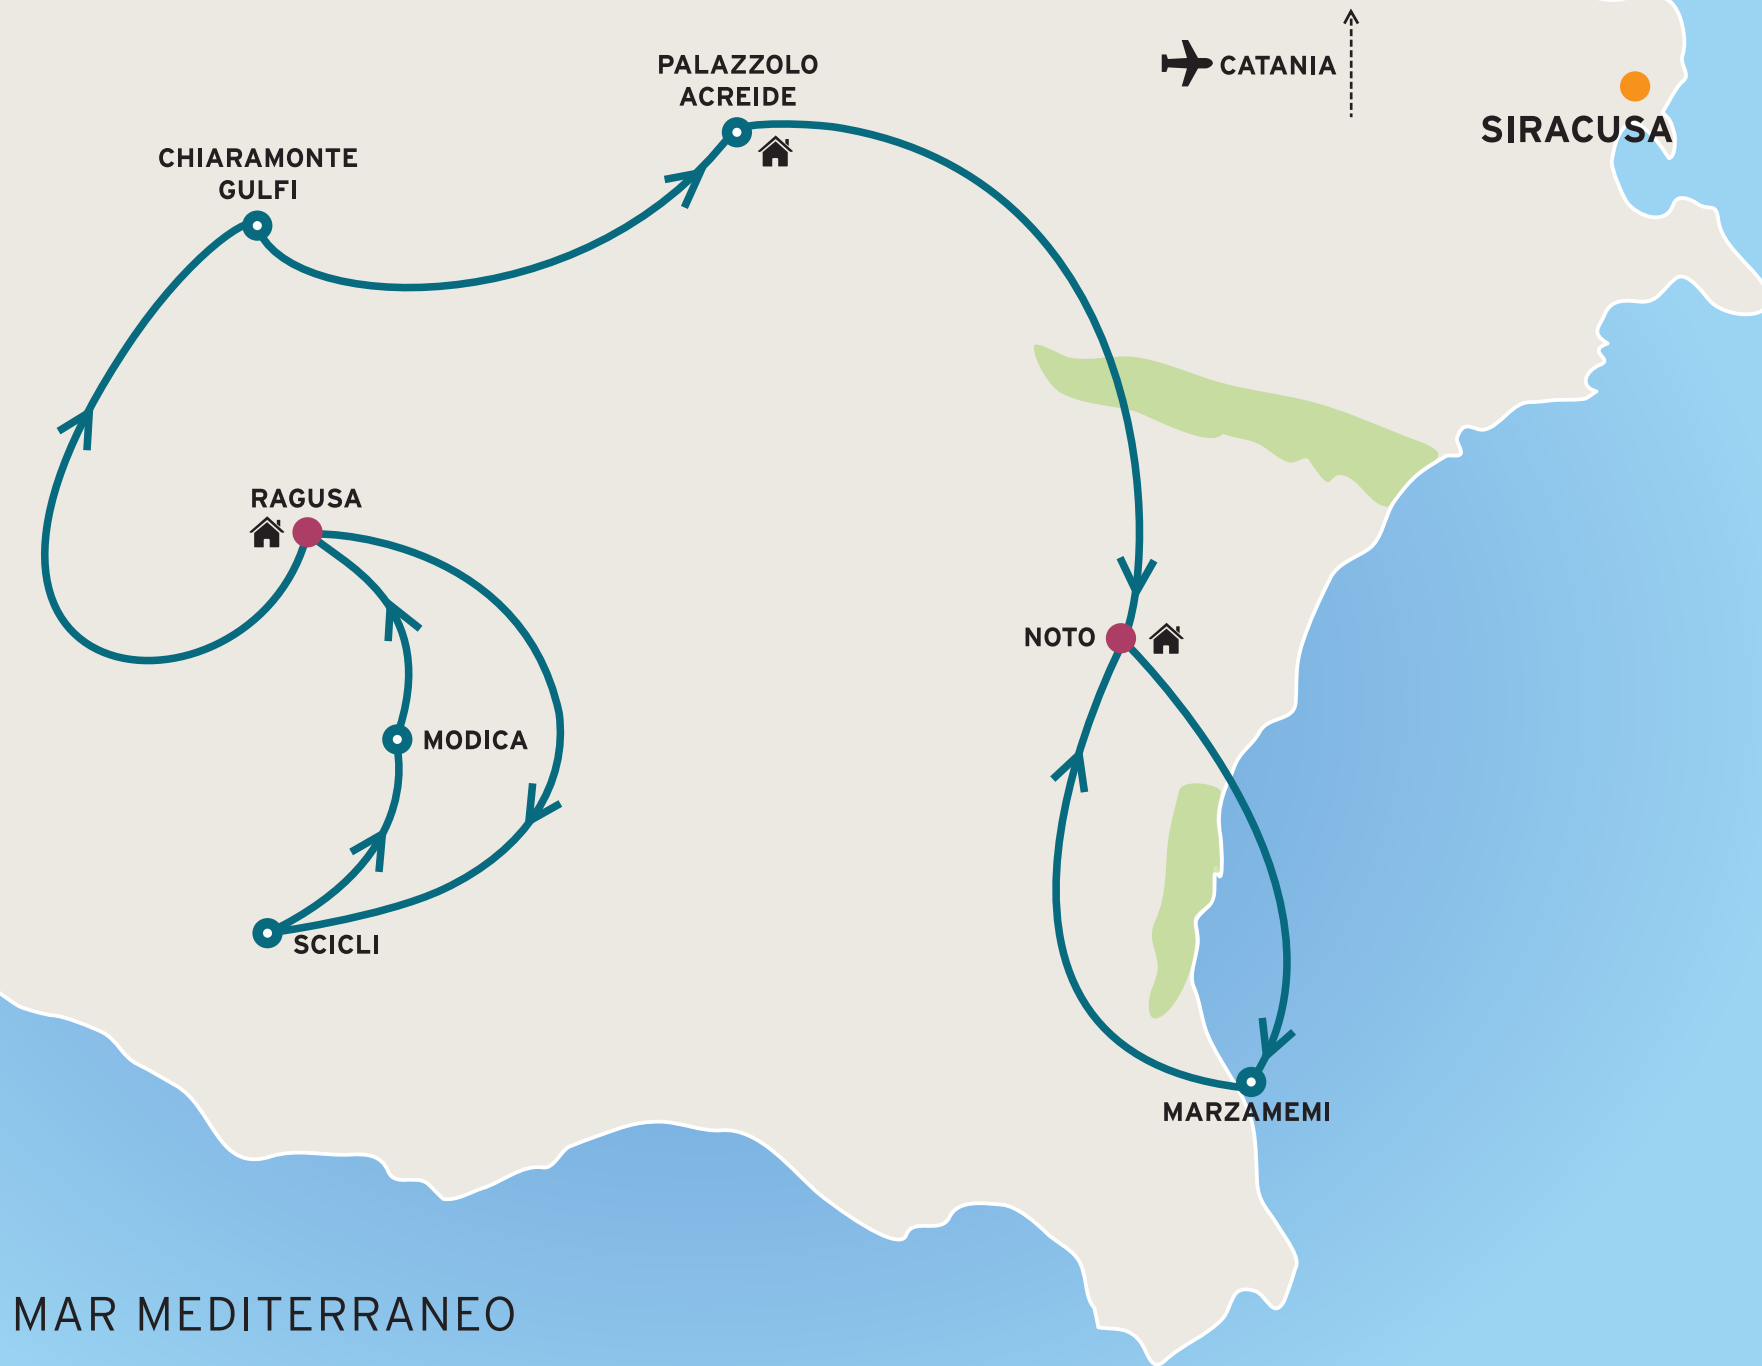 PALAZZOLO
ACREIDE
CATANIA
SIRACUSA
CHIARAMONTE
GULFI
RAGUSA
NOTO
MODICA
SCICLI
MARZAMEMI
MAR MEDITERRANEO